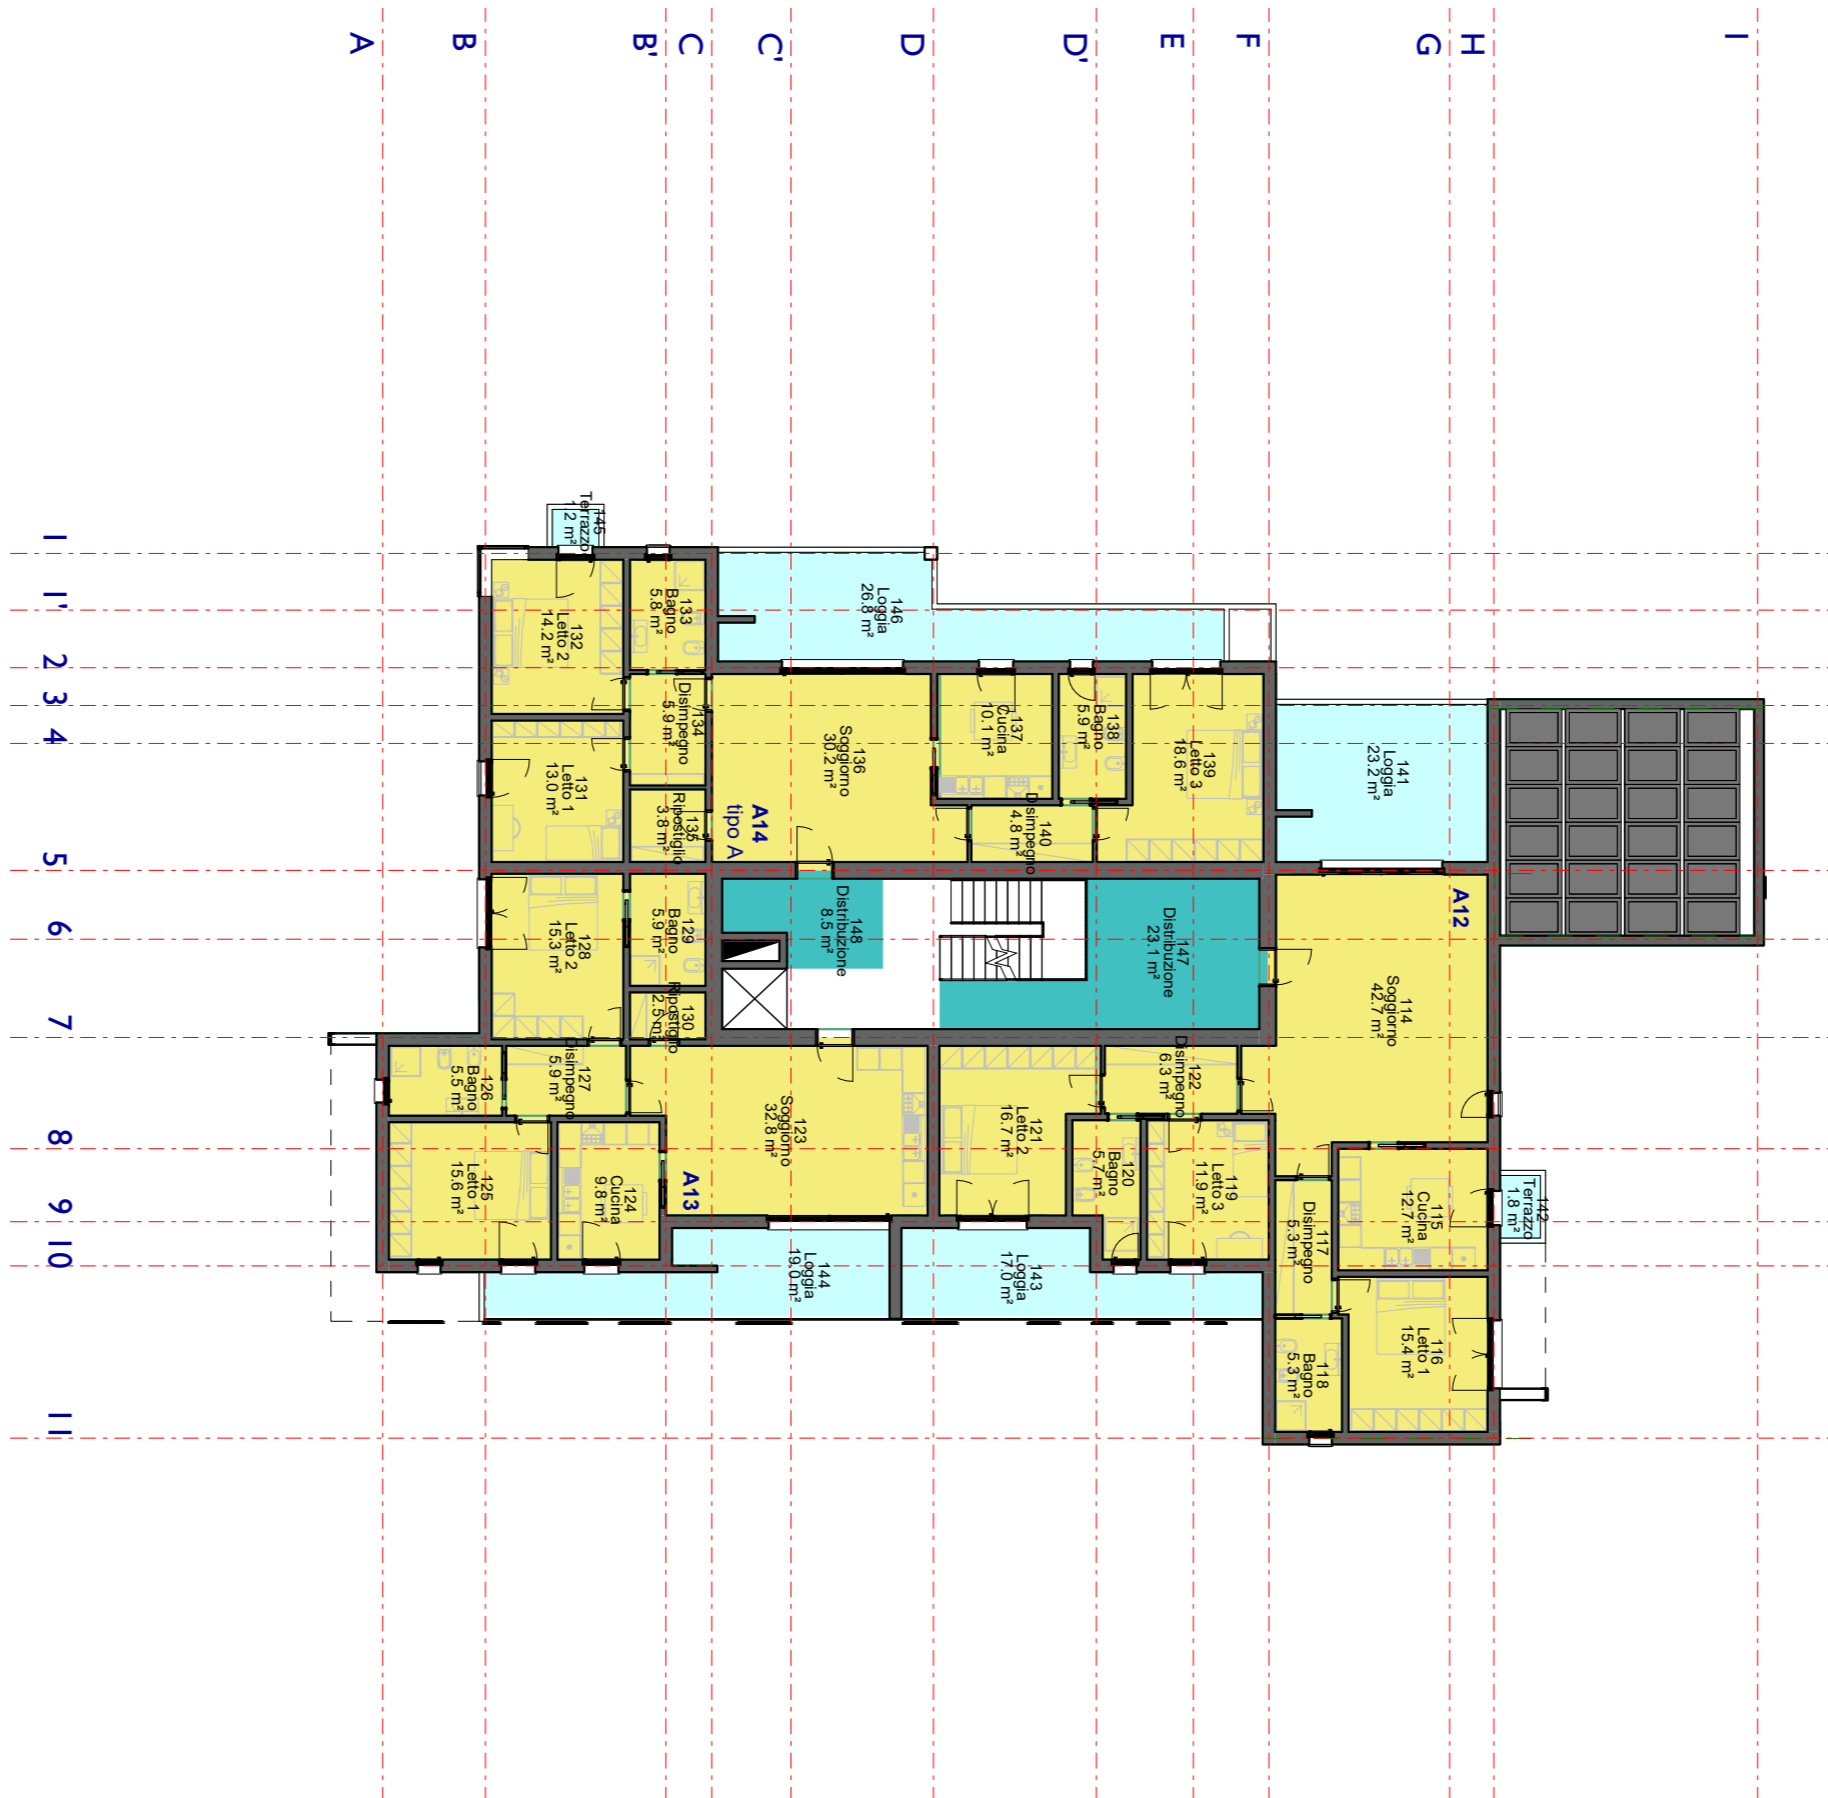 A
B
B'
C
C'
D
D'
E
F
G
H
I
I
I'
2
3
4
5
6
7
8
9
10
II
145
Terrazzo
132
Letto 2
14.2 m²
133
Bagno
5.8 m²
146
Loggia
26.8 m²
134
Disimpegno
5.9 m²
131
Letto 1
13.0 m²
135
Ripostiglio
3.8 m²
A14
tipo A
136
Soggiorno
30.2 m²
137
Cucina
10.1 m²
138
Bagno
5.9 m²
139
Letto 3
18.6 m²
140
Disimpegno
4.8 m²
141
Loggia
23.2 m²
A12
128
Letto 2
15.3 m²
129
Bagno
5.9 m²
130
Ripostiglio
2.5 m²
148
Distribuzione
8.5 m²
147
Distribuzione
23.1 m²
114
Soggiorno
42.7 m²
126
Bagno
5.5 m²
127
Disimpegno
5.9 m²
125
Letto 1
15.6 m²
124
Cucina
9.8 m²
A13
123
Soggiorno
32.8 m²
121
Letto 2
16.7 m²
122
Disimpegno
6.3 m²
120
Bagno
5.7 m²
119
Letto 3
11.9 m²
117
Disimpegno
5.3 m²
115
Cucina
12.7 m²
142
Terrazzo
1.8 m²
144
Loggia
19.0 m²
143
Loggia
17.0 m²
118
Bagno
5.3 m²
116
Letto 1
15.4 m²